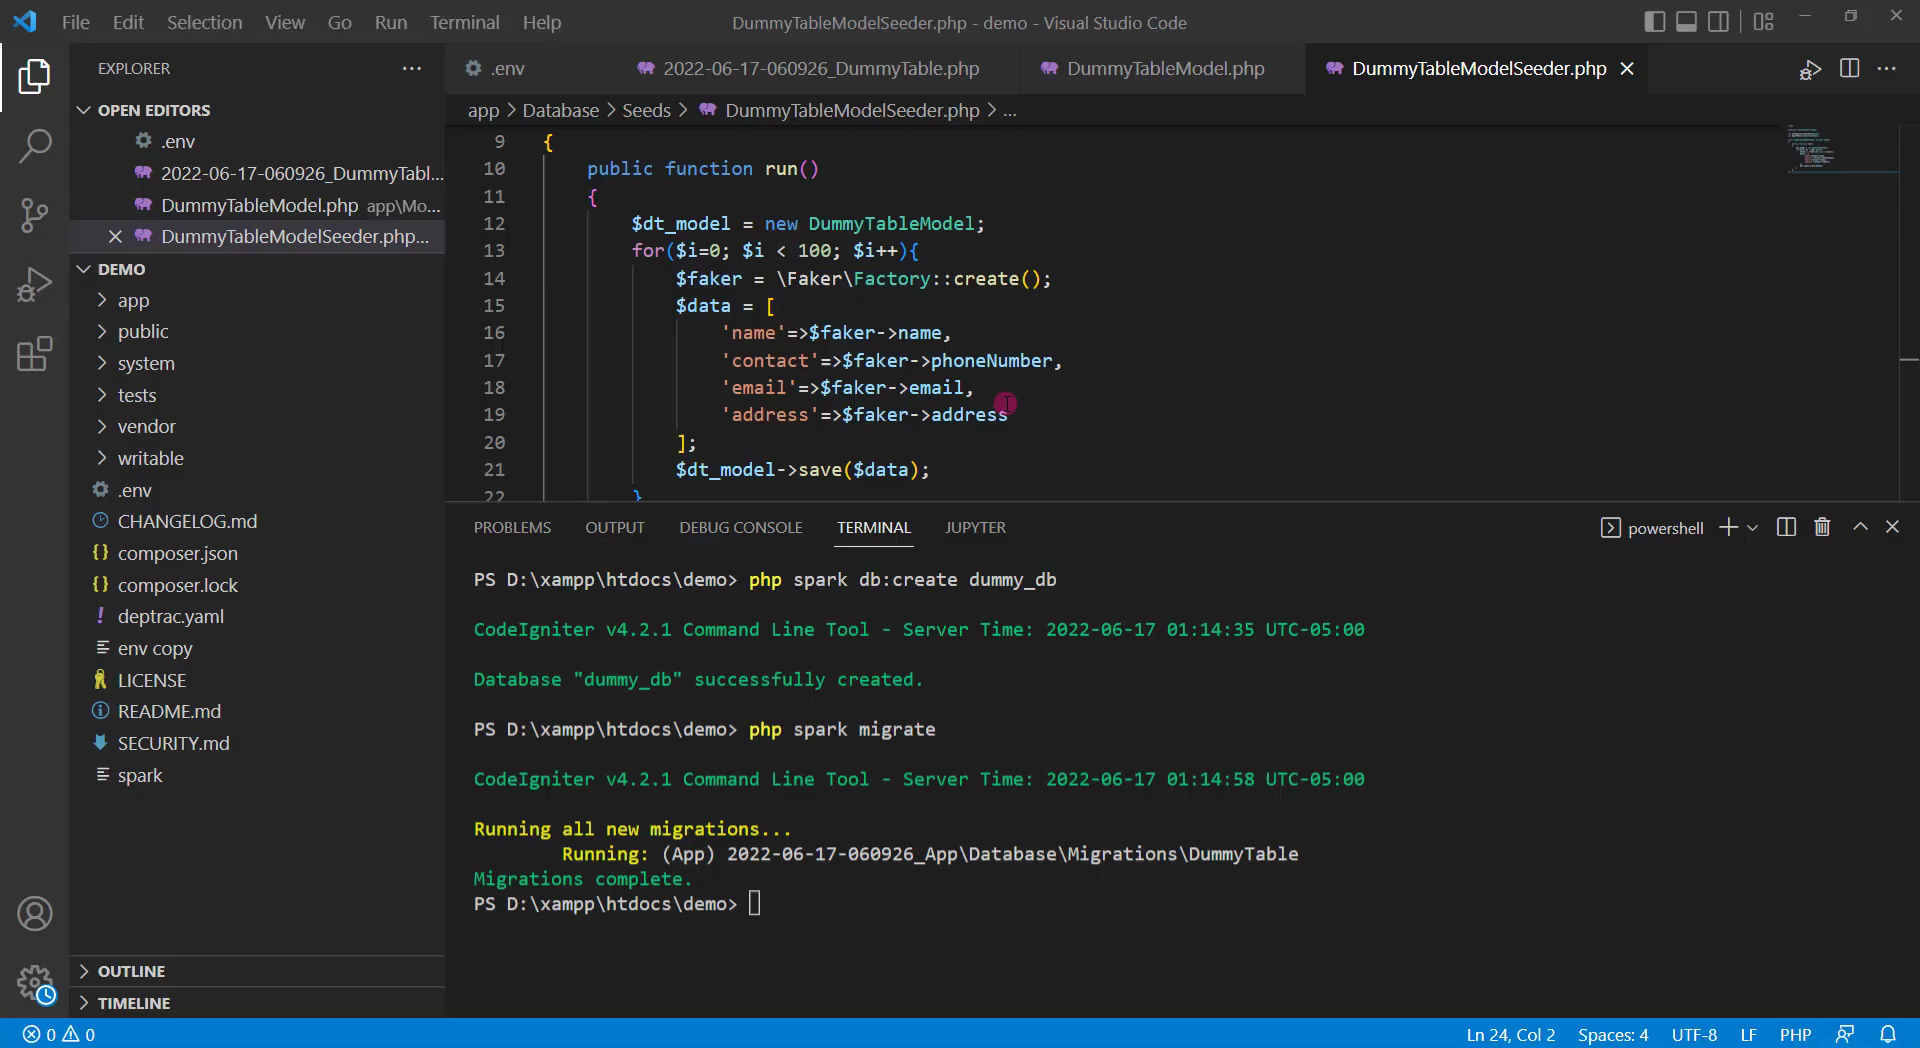 File Edit Selection View Go Run Terminal Help
DummyTableModelSeeder.php - demo - Visual Studio Code
EXPLORER
OPEN EDITORS
.env
2022-06-17-060926_DummyTabl...
DummyTableModel.php app\Mo...
DummyTableModelSeeder.php...
DEMO
app
public
system
tests
vendor
writable
.env
CHANGELOG.md
composer.json
composer.lock
deptrac.yaml
env copy
LICENSE
README.md
SECURITY.md
spark
OUTLINE
TIMELINE
.env 2022-06-17-060926_DummyTable.php DummyTableModel.php DummyTableModelSeeder.php
app > Database > Seeds > DummyTableModelSeeder.php > ...
9 {
10 public function run()
11 {
12 $dt_model = new DummyTableModel;
13 for($i=0; $i < 100; $i++){
14 $faker = \Faker\Factory::create();
15 $data = [
16 'name'=>$faker->name,
17 'contact'=>$faker->phoneNumber,
18 'email'=>$faker->email,
19 'address'=>$faker->address
20 ];
21 $dt_model->save($data);
22 }
PROBLEMS OUTPUT DEBUG CONSOLE TERMINAL JUPYTER
powershell
PS D:\xampp\htdocs\demo> php spark db:create dummy_db
CodeIgniter v4.2.1 Command Line Tool - Server Time: 2022-06-17 01:14:35 UTC-05:00
Database "dummy_db" successfully created.
PS D:\xampp\htdocs\demo> php spark migrate
CodeIgniter v4.2.1 Command Line Tool - Server Time: 2022-06-17 01:14:58 UTC-05:00
Running all new migrations...
Running: (App) 2022-06-17-060926_App\Database\Migrations\DummyTable
Migrations complete.
PS D:\xampp\htdocs\demo>
0 0
Ln 24, Col 2 Spaces: 4 UTF-8 LF PHP